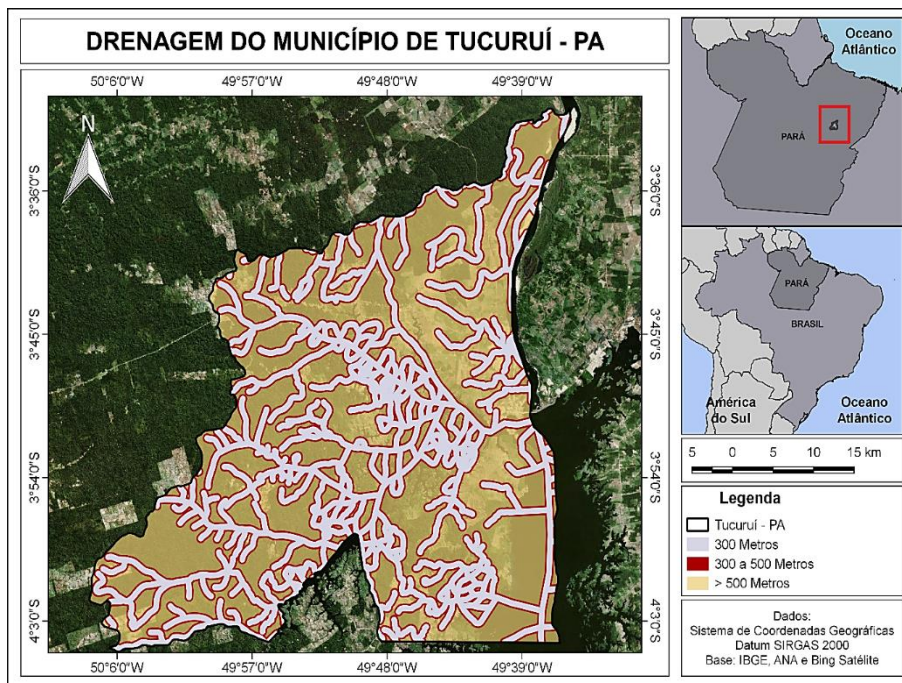 DRENAGEM DO MUNICÍPIO DE TUCURUÍ - PA
50°6'0"W
49°57'0"W
49°48'0"W
49°39'0"W
N
3°36'0"S
3°45'0"S
3°54'0"S
4°3'0"S
3°36'0"S
3°45'0"S
3°54'0"S
4°3'0"S
50°6'0"W
49°57'0"W
49°48'0"W
49°39'0"W
Oceano
Atlântico
PARÁ
PARÁ
BRASIL
América
do Sul
Oceano
Atlântico
5 0 5 10 15 km
Legenda
Tucuruí - PA
300 Metros
300 a 500 Metros
> 500 Metros
Dados:
Sistema de Coordenadas Geográficas
Datum SIRGAS 2000
Base: IBGE, ANA e Bing Satélite